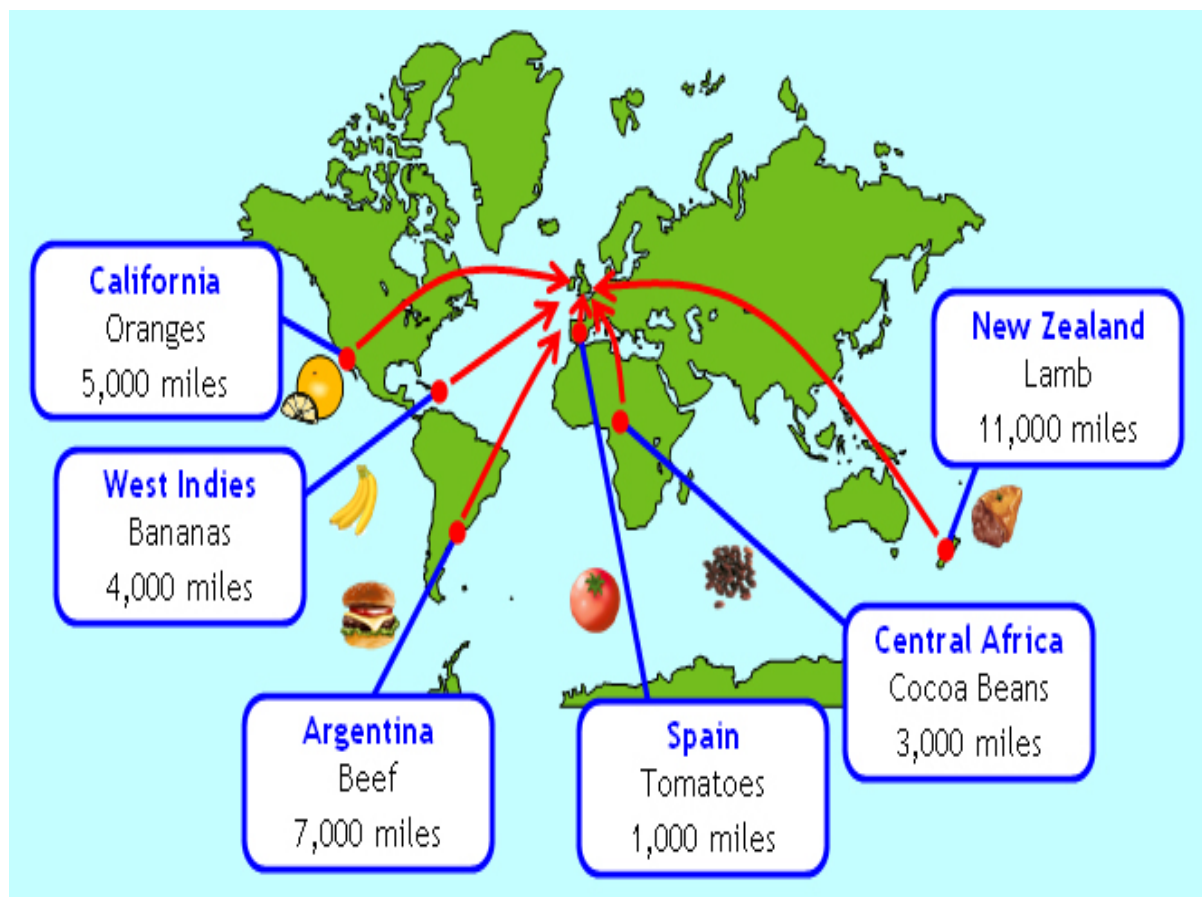 California
Oranges
5,000 miles
West Indies
Bananas
4,000 miles
Argentina
Beef
7,000 miles
Spain
Tomatoes
1,000 miles
Central Africa
Cocoa Beans
3,000 miles
New Zealand
Lamb
11,000 miles